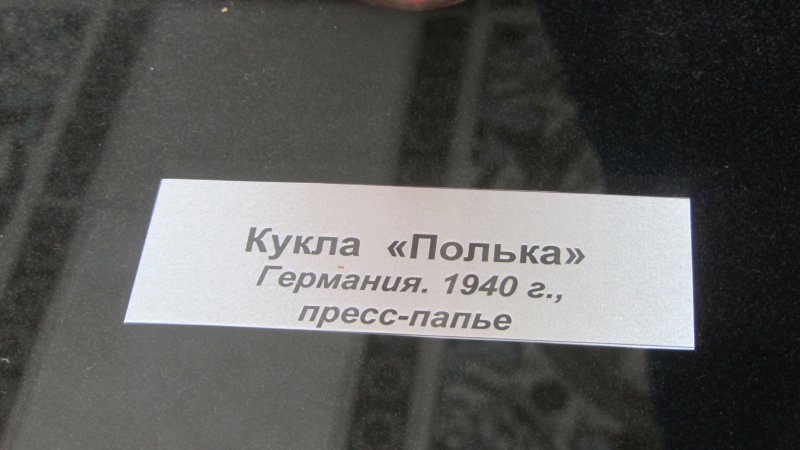 Кукла «Полька»
Германия. 1940 г.,
пресс-папье